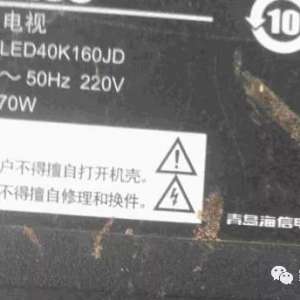 电视
LED40K160JD
～ 50Hz 220V
70W
10
户不得擅自打开机壳。
不得擅自修理和换件。
青岛海信电